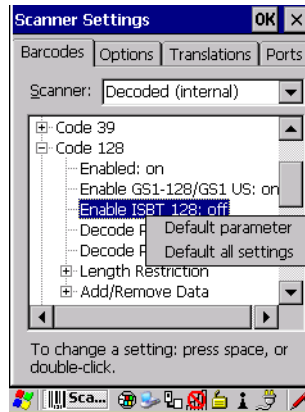 Scanner Settings OK ×
Barcodes Options Translations Ports
Scanner: Decoded (internal)
Code 39
Code 128
Enabled: on
Enable GS1-128/GS1 US: on
Enable ISBT 128: off
Decode
Default parameter
Decode
Default all settings
Length Restriction
Add/Remove Data
To change a setting: press space, or
double-click.
Sca...